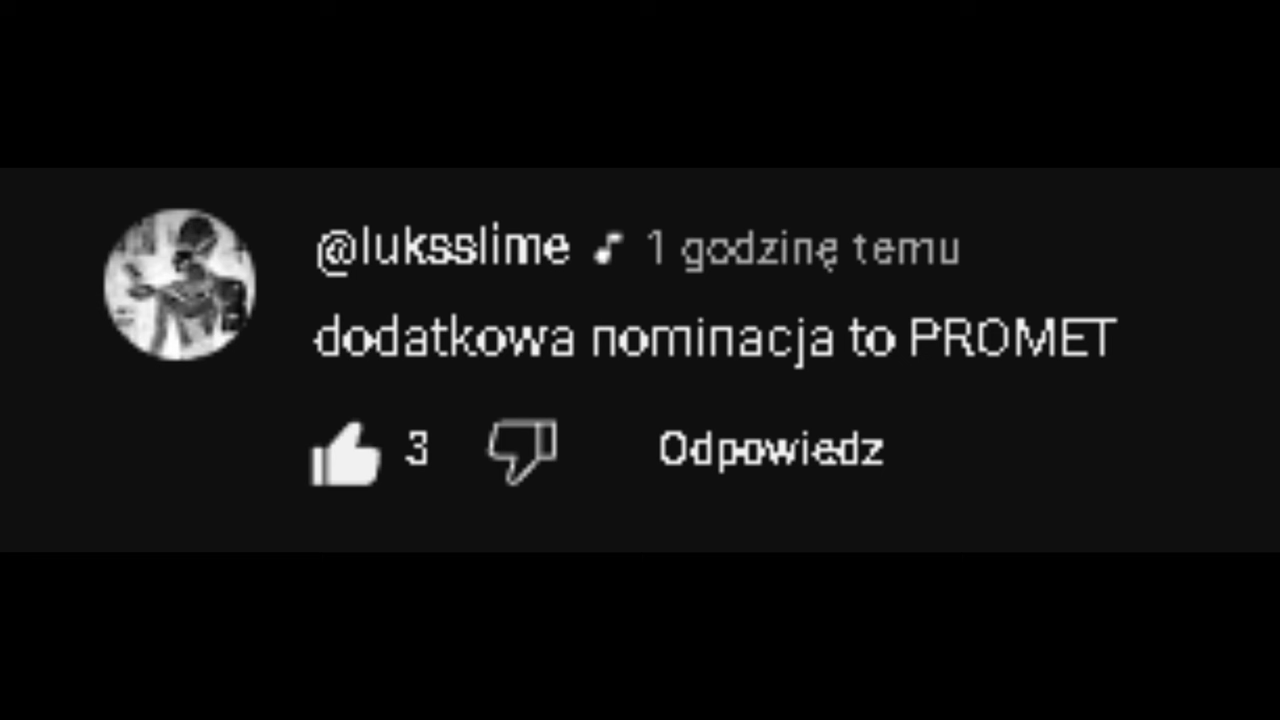 @luksslime 1 godzinę temu
dodatkowa nominacja to PROMET
3 Odpowiedz